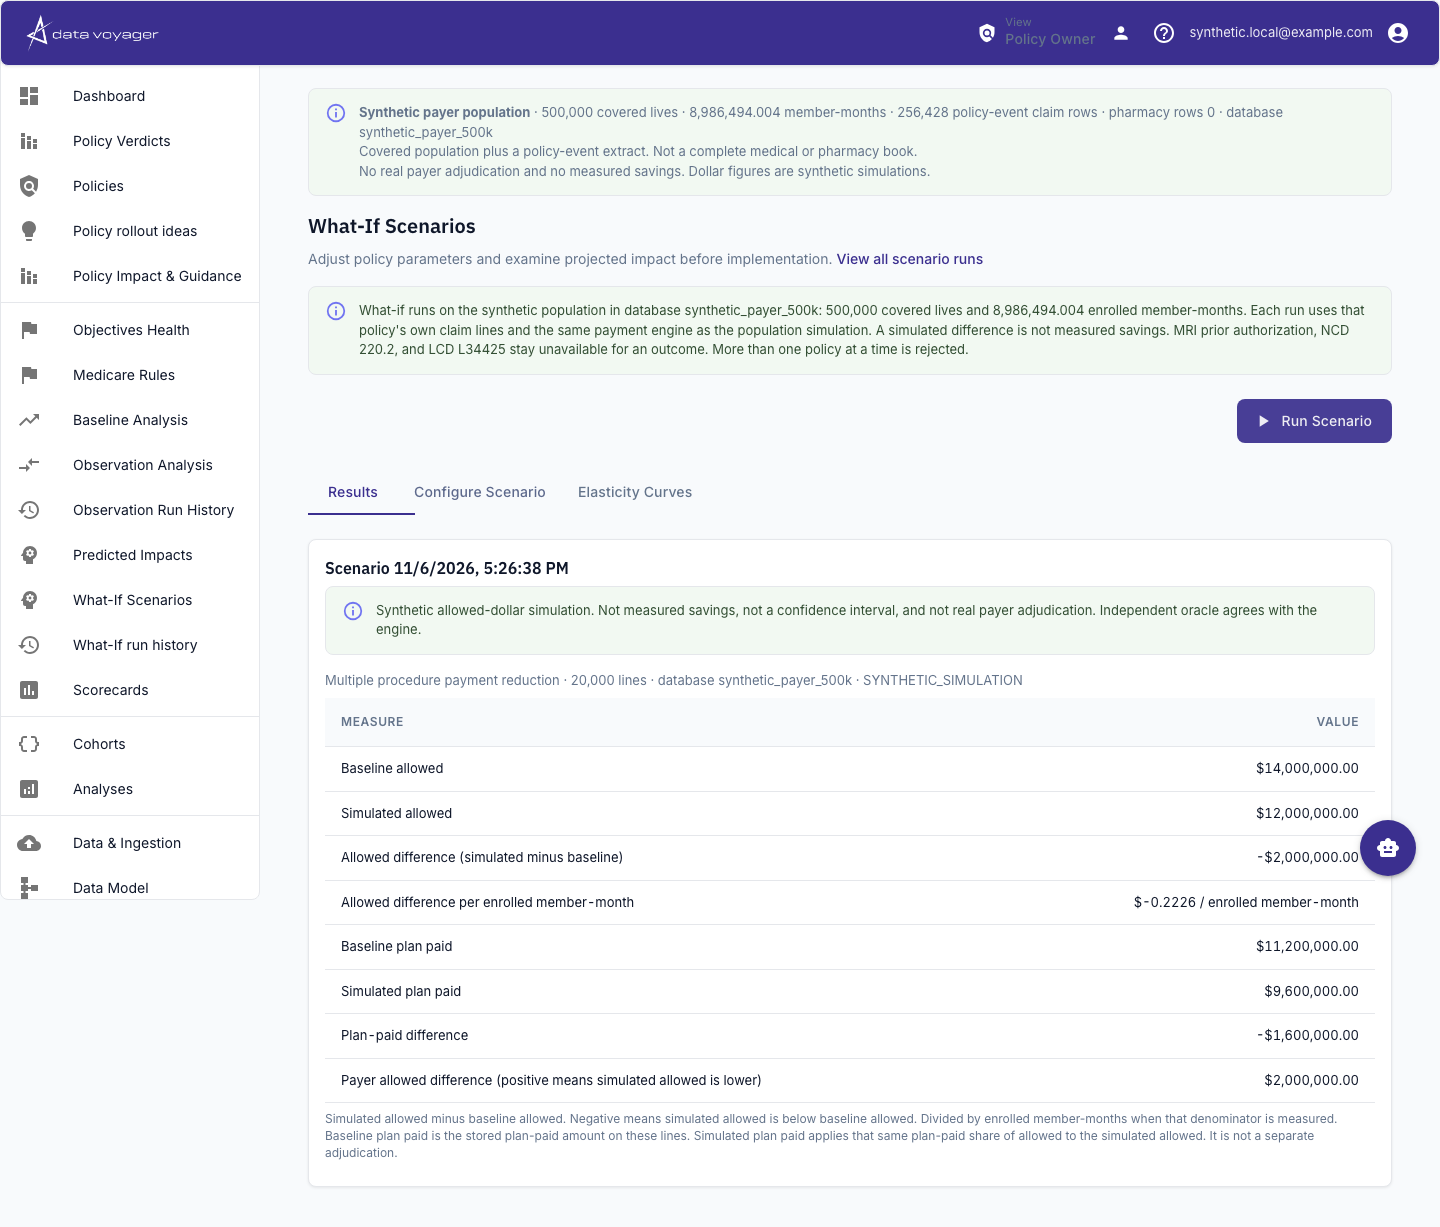 data voyager
View
Policy Owner
synthetic.local@example.com
Dashboard
Policy Verdicts
Policies
Policy rollout ideas
Policy Impact & Guidance
Objectives Health
Medicare Rules
Baseline Analysis
Observation Analysis
Observation Run History
Predicted Impacts
What-If Scenarios
What-If run history
Scorecards
Cohorts
Analyses
Data & Ingestion
Data Model
Synthetic payer population · 500,000 covered lives · 8,986,494.004 member-months · 256,428 policy-event claim rows · pharmacy rows 0 · database
synthetic_payer_500k
Covered population plus a policy-event extract. Not a complete medical or pharmacy book.
No real payer adjudication and no measured savings. Dollar figures are synthetic simulations.
What-If Scenarios
Adjust policy parameters and examine projected impact before implementation. View all scenario runs
What-if runs on the synthetic population in database synthetic_payer_500k: 500,000 covered lives and 8,986,494.004 enrolled member-months. Each run uses that
policy's own claim lines and the same payment engine as the population simulation. A simulated difference is not measured savings. MRI prior authorization, NCD
220.2, and LCD L34425 stay unavailable for an outcome. More than one policy at a time is rejected.
Run Scenario
Results Configure Scenario Elasticity Curves
Scenario 11/6/2026, 5:26:38 PM
Synthetic allowed-dollar simulation. Not measured savings, not a confidence interval, and not real payer adjudication. Independent oracle agrees with the
engine.
Multiple procedure payment reduction · 20,000 lines · database synthetic_payer_500k · SYNTHETIC_SIMULATION
MEASURE VALUE
Baseline allowed $14,000,000.00
Simulated allowed $12,000,000.00
Allowed difference (simulated minus baseline) -$2,000,000.00
Allowed difference per enrolled member-month $-0.2226 / enrolled member-month
Baseline plan paid $11,200,000.00
Simulated plan paid $9,600,000.00
Plan-paid difference -$1,600,000.00
Payer allowed difference (positive means simulated allowed is lower) $2,000,000.00
Simulated allowed minus baseline allowed. Negative means simulated allowed is below baseline allowed. Divided by enrolled member-months when that denominator is measured.
Baseline plan paid is the stored plan-paid amount on these lines. Simulated plan paid applies that same plan-paid share of allowed to the simulated allowed. It is not a separate
adjudication.